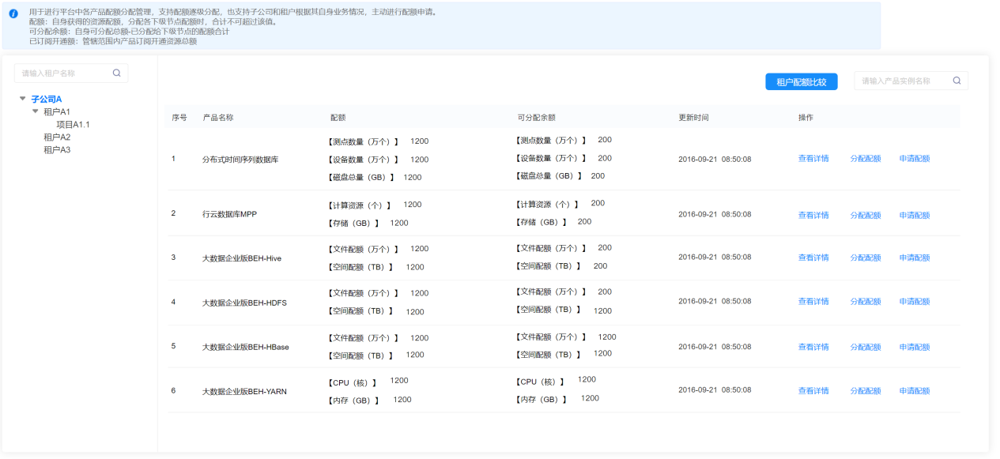 用于进行平台中各产品配额分配管理，支持配额逐级分配，也支持子公司和租户根据其自身业务情况，主动进行配额申请。
配额：自身获得的资源配额，分配各下级节点配额时，合计不可超过该值。
可分配余额：自身可分配总额-已分配给下级节点的配额合计
已订阅开通额：管辖范围内产品订阅开通资源总额
请输入租户名称
子公司A
租户A1
项目A1.1
租户A2
租户A3
租户配额比较 请输入产品实例名称
序号 产品名称 配额 可分配余额 更新时间 操作
【测点数量（万个）】 1200 【测点数量（万个）】 200
1 分布式时间序列数据库 【设备数量（万个）】 1200 【设备数量（万个）】 200 2016-09-21 08:50:08 查看详情 分配配额 申请配额
【磁盘总量（GB）】 1200 【磁盘总量（GB）】 200
【计算资源（个）】 1200 【计算资源（个）】 200
2 行云数据库MPP 2016-09-21 08:50:08 查看详情 分配配额 申请配额
【存储（GB）】 1200 【存储（GB）】 200
【文件配额（万个）】 1200 【文件配额（万个）】 200
3 大数据企业版BEH-Hive 2016-09-21 08:50:08 查看详情 分配配额 申请配额
【空间配额（TB）】 1200 【空间配额（TB）】 200
【文件配额（万个）】 1200 【文件配额（万个）】 200
4 大数据企业版BEH-HDFS 2016-09-21 08:50:08 查看详情 分配配额 申请配额
【空间配额（TB）】 1200 【空间配额（TB）】 1200
【文件配额（万个）】 1200 【文件配额（万个）】 1200
5 大数据企业版BEH-HBase 2016-09-21 08:50:08 查看详情 分配配额 申请配额
【空间配额（TB）】 1200 【空间配额（TB）】 1200
【CPU（核）】 1200 【CPU（核）】 1200
6 大数据企业版BEH-YARN 2016-09-21 08:50:08 查看详情 分配配额 申请配额
【内存（GB）】 1200 【内存（GB）】 1200